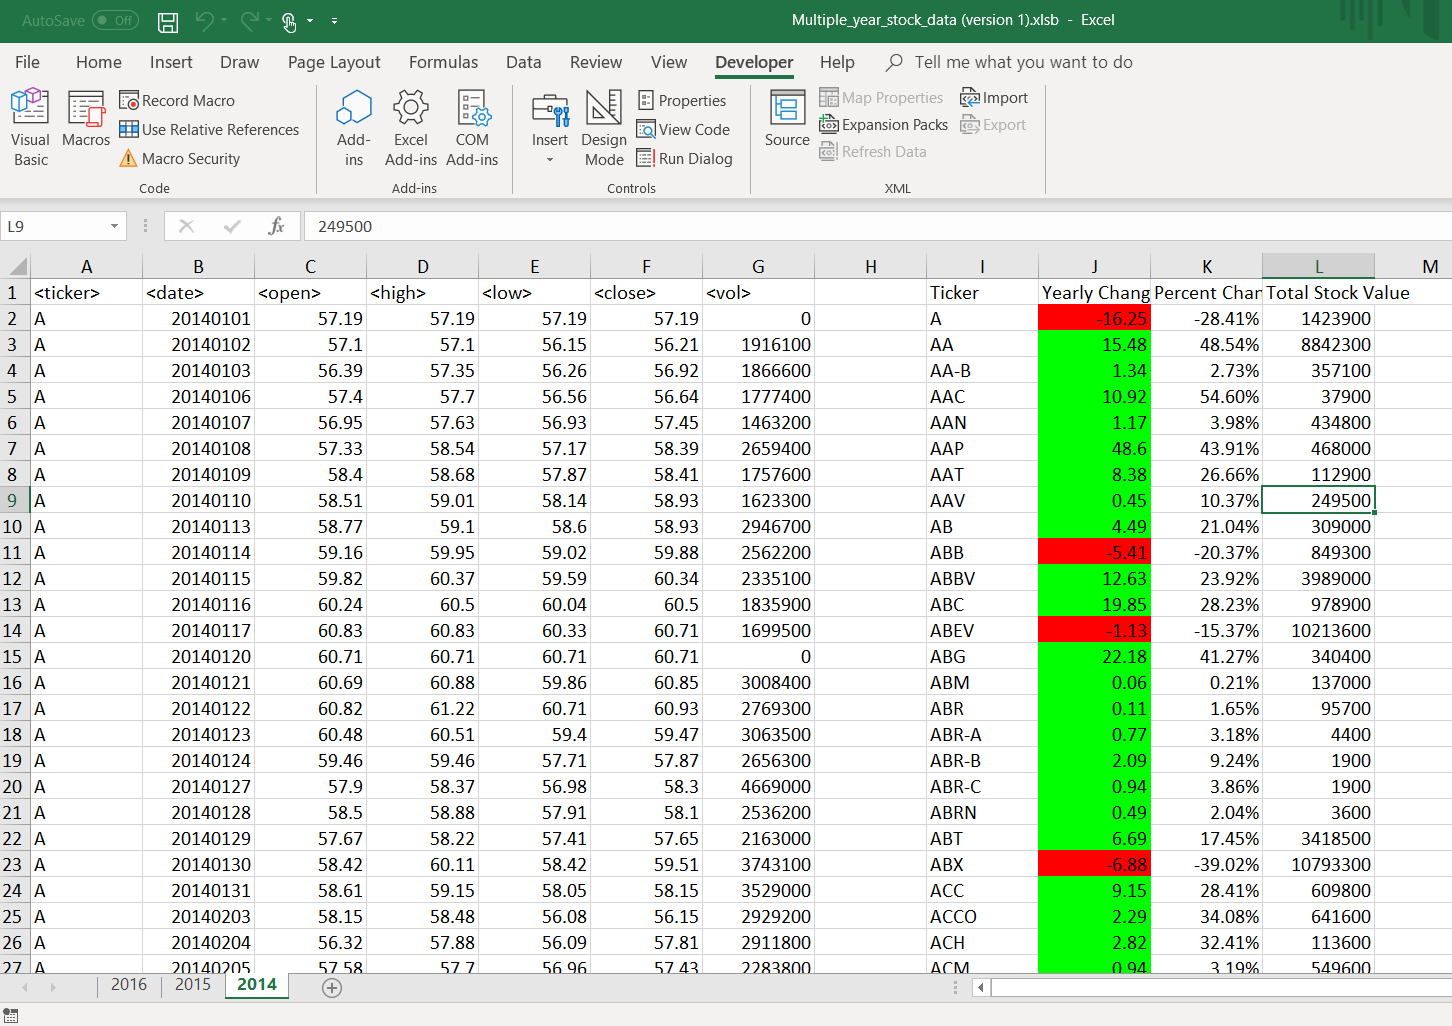 AutoSave Off Multiple_year_stock_data (version 1).xlsb - Excel
File Home Insert Draw Page Layout Formulas Data Review View Developer Help Tell me what you want to do
Visual Basic
Macros
Record Macro
Use Relative References
Macro Security
Code
Add-ins
Excel Add-ins
COM Add-ins
Add-ins
Insert
Design Mode
Properties
View Code
Run Dialog
Controls
Source
Map Properties
Expansion Packs
Refresh Data
Import
Export
XML
L9 fx 249500
A B C D E F G H I J K L M
1 <ticker> <date> <open> <high> <low> <close> <vol> Ticker Yearly Chang Percent Char Total Stock Value
2 A 20140101 57.19 57.19 57.19 57.19 0 A -16.25 -28.41% 1423900
3 A 20140102 57.1 57.1 56.15 56.21 1916100 AA 15.48 48.54% 8842300
4 A 20140103 56.39 57.35 56.26 56.92 1866600 AA-B 1.34 2.73% 357100
5 A 20140106 57.4 57.7 56.56 56.64 1777400 AAC 10.92 54.60% 37900
6 A 20140107 56.95 57.63 56.93 57.45 1463200 AAN 1.17 3.98% 434800
7 A 20140108 57.33 58.54 57.17 58.39 2659400 AAP 48.6 43.91% 468000
8 A 20140109 58.4 58.68 57.87 58.41 1757600 AAT 8.38 26.66% 112900
9 A 20140110 58.51 59.01 58.14 58.93 1623300 AAV 0.45 10.37% 249500
10 A 20140113 58.77 59.1 58.6 58.93 2946700 AB 4.49 21.04% 309000
11 A 20140114 59.16 59.95 59.02 59.88 2562200 ABB -5.41 -20.37% 849300
12 A 20140115 59.82 60.37 59.59 60.34 2335100 ABBV 12.63 23.92% 3989000
13 A 20140116 60.24 60.5 60.04 60.5 1835900 ABC 19.85 28.23% 978900
14 A 20140117 60.83 60.83 60.33 60.71 1699500 ABEV -1.13 -15.37% 10213600
15 A 20140120 60.71 60.71 60.71 60.71 0 ABG 22.18 41.27% 340400
16 A 20140121 60.69 60.88 59.86 60.85 3008400 ABM 0.06 0.21% 137000
17 A 20140122 60.82 61.22 60.71 60.93 2769300 ABR 0.11 1.65% 95700
18 A 20140123 60.48 60.51 59.4 59.47 3063500 ABR-A 0.77 3.18% 4400
19 A 20140124 59.46 59.46 57.71 57.87 2656300 ABR-B 2.09 9.24% 1900
20 A 20140127 57.9 58.37 56.98 58.3 4669000 ABR-C 0.94 3.86% 1900
21 A 20140128 58.5 58.88 57.91 58.1 2536200 ABRN 0.49 2.04% 3600
22 A 20140129 57.67 58.22 57.41 57.65 2163000 ABT 6.69 17.45% 3418500
23 A 20140130 58.42 60.11 58.42 59.51 3743100 ABX -6.88 -39.02% 10793300
24 A 20140131 58.61 59.15 58.05 58.15 3529000 ACC 9.15 28.41% 609800
25 A 20140203 58.15 58.48 56.08 56.15 2929200 ACCO 2.29 34.08% 641600
26 A 20140204 56.32 57.88 56.09 57.81 2911800 ACH 2.82 32.41% 113600
27 A 20140205 57.58 57.7 56.96 57.43 2283800 ACM 0.94 3.19% 549600
2016 2015 2014